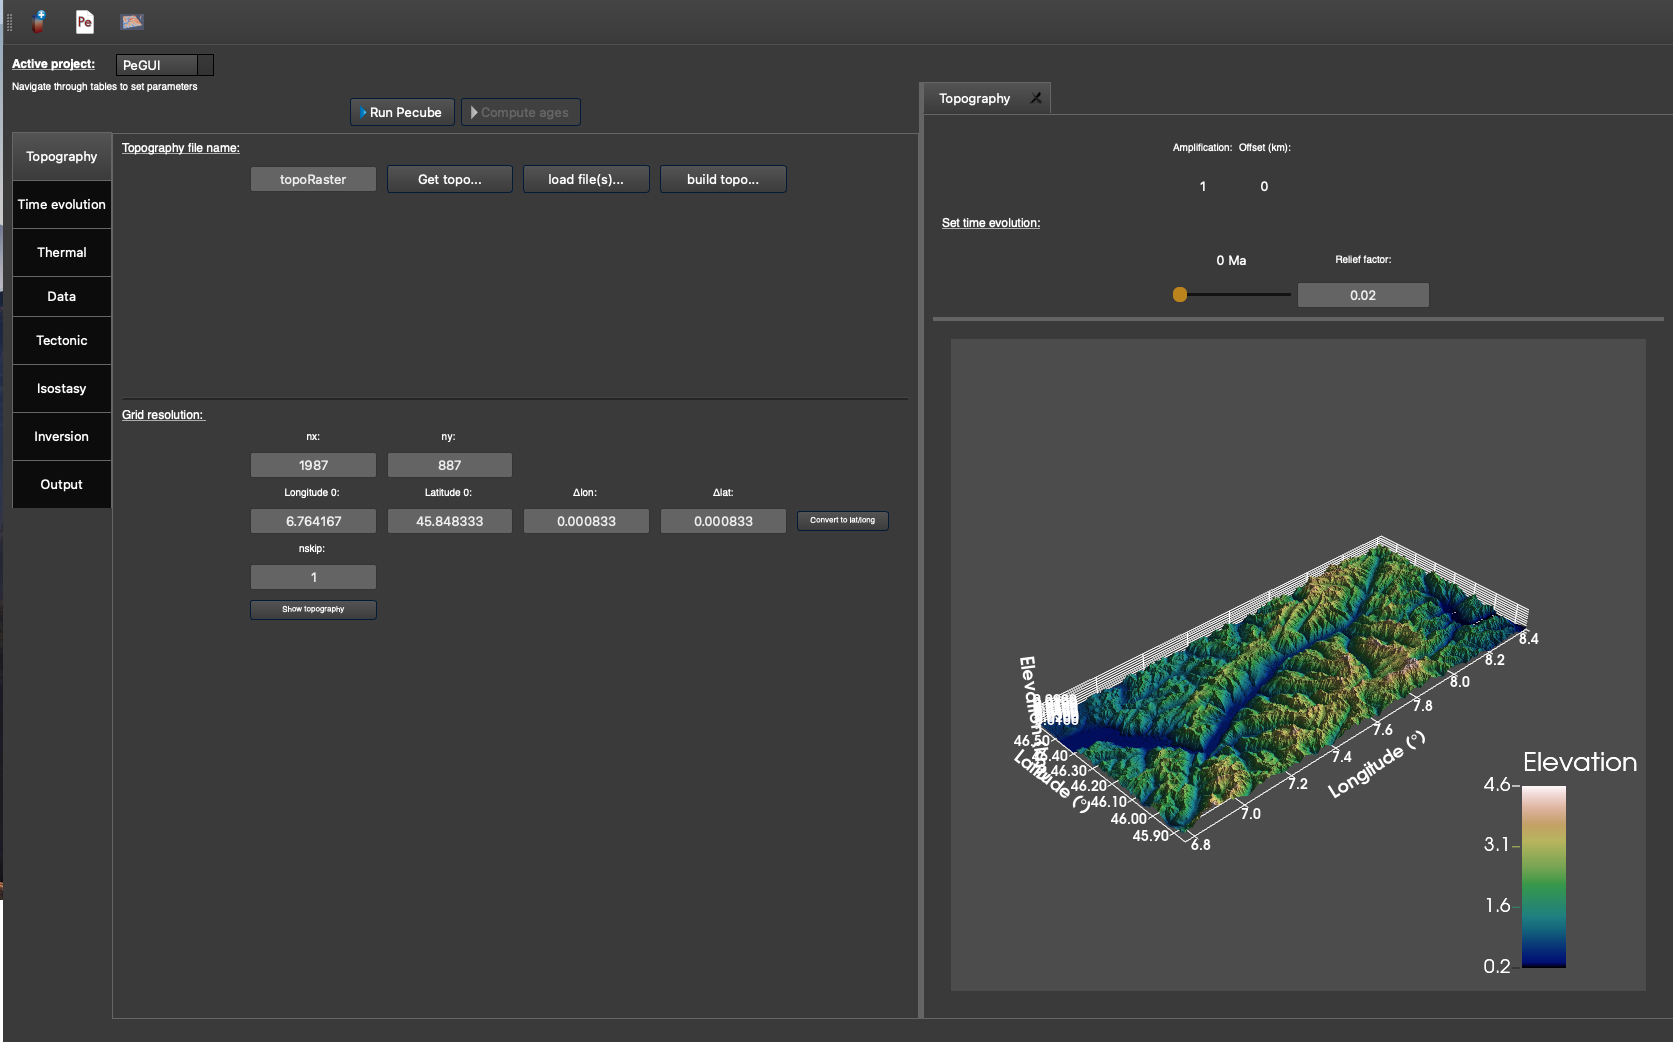 Pe
Active project:
PeGUI
Navigate through tables to set parameters
Run Pecube
Compute ages
Topography
Time evolution
Thermal
Data
Tectonic
Isostasy
Inversion
Output
Topography file name:
topoRaster
Get topo...
load file(s)...
build topo...
Grid resolution:
nx:
ny:
1987
887
Longitude 0:
Latitude 0:
Δlon:
Δlat:
6.764167
45.848333
0.000833
0.000833
Convert to lat/long
nskip:
1
Show topography
Topography
Amplification:
Offset (km):
1
0
Set time evolution:
0 Ma
Relief factor:
0.02
46.50
46.40
46.30
46.20
46.10
46.00
45.90
Latitude (°)
6.8
7.0
7.2
7.4
7.6
7.8
8.0
8.2
8.4
Longitude (°)
Elevation
4.6
3.1
1.6
0.2